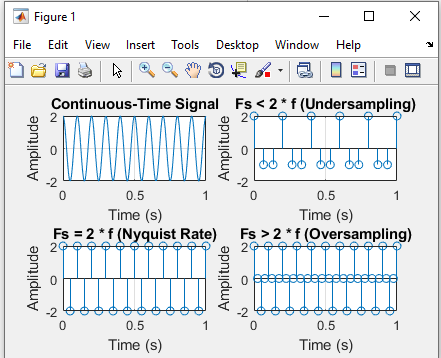 Figure 1
File Edit View Insert Tools Desktop Window Help
Continuous-Time Signal
Amplitude
2
0
-2
0 0.5 1
Time (s)
Fs < 2 * f (Undersampling)
Amplitude
2
0
-2
0 0.5 1
Time (s)
Fs = 2 * f (Nyquist Rate)
Amplitude
2
0
-2
0 0.5 1
Time (s)
Fs > 2 * f (Oversampling)
Amplitude
2
0
-2
0 0.5 1
Time (s)